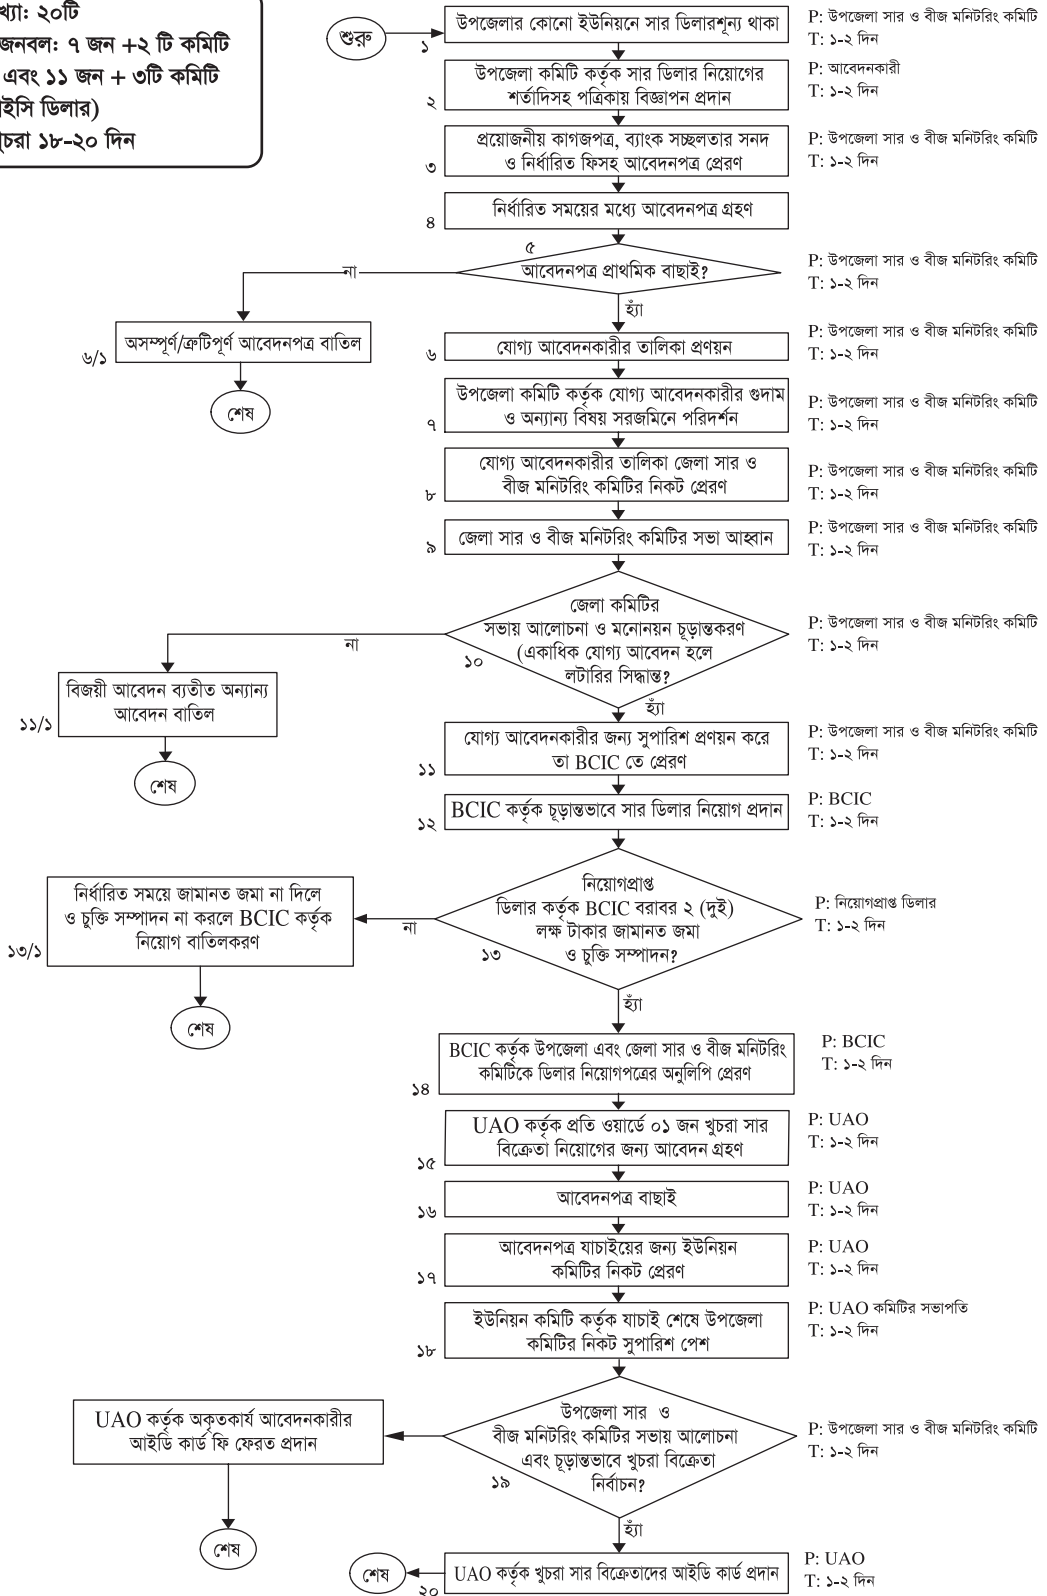 খ্যা: ২০টি
জনবল: ৭ জন +২ টি কমিটি
এবং ১১ জন + ৩টি কমিটি
ইসি ডিলার)
খুচরা ১৮-২০ দিন
শুরু
১
উপজেলার কোনো ইউনিয়নে সার ডিলারশূন্য থাকা
P: উপজেলা সার ও বীজ মনিটরিং কমিটি
T: ১-২ দিন
২
উপজেলা কমিটি কর্তৃক সার ডিলার নিয়োগের
শর্তাদিসহ পত্রিকায় বিজ্ঞাপন প্রদান
P: আবেদনকারী
T: ১-২ দিন
৩
প্রয়োজনীয় কাগজপত্র, ব্যাংক সচ্ছলতার সনদ
ও নির্ধারিত ফিসহ আবেদনপত্র প্রেরণ
P: উপজেলা সার ও বীজ মনিটরিং কমিটি
T: ১-২ দিন
৪
নির্ধারিত সময়ের মধ্যে আবেদনপত্র গ্রহণ
৫
আবেদনপত্র প্রাথমিক বাছাই?
P: উপজেলা সার ও বীজ মনিটরিং কমিটি
T: ১-২ দিন
না
হ্যাঁ
৬/১
অসম্পূর্ণ/ত্রুটিপূর্ণ আবেদনপত্র বাতিল
শেষ
৬
যোগ্য আবেদনকারীর তালিকা প্রণয়ন
P: উপজেলা সার ও বীজ মনিটরিং কমিটি
T: ১-২ দিন
৭
উপজেলা কমিটি কর্তৃক যোগ্য আবেদনকারীর গুদাম
ও অন্যান্য বিষয় সরজমিনে পরিদর্শন
P: উপজেলা সার ও বীজ মনিটরিং কমিটি
T: ১-২ দিন
৮
যোগ্য আবেদনকারীর তালিকা জেলা সার ও
বীজ মনিটরিং কমিটির নিকট প্রেরণ
P: উপজেলা সার ও বীজ মনিটরিং কমিটি
T: ১-২ দিন
৯
জেলা সার ও বীজ মনিটরিং কমিটির সভা আহ্বান
P: উপজেলা সার ও বীজ মনিটরিং কমিটি
T: ১-২ দিন
১০
জেলা কমিটির
সভায় আলোচনা ও মনোনয়ন চূড়ান্তকরণ
(একাধিক যোগ্য আবেদন হলে
লটারির সিদ্ধান্ত?
P: উপজেলা সার ও বীজ মনিটরিং কমিটি
T: ১-২ দিন
না
হ্যাঁ
১১/১
বিজয়ী আবেদন ব্যতীত অন্যান্য
আবেদন বাতিল
শেষ
১১
যোগ্য আবেদনকারীর জন্য সুপারিশ প্রণয়ন করে
তা BCIC তে প্রেরণ
P: উপজেলা সার ও বীজ মনিটরিং কমিটি
T: ১-২ দিন
১২
BCIC কর্তৃক চূড়ান্তভাবে সার ডিলার নিয়োগ প্রদান
P: BCIC
T: ১-২ দিন
১৩
নিয়োগপ্রাপ্ত
ডিলার কর্তৃক BCIC বরাবর ২ (দুই)
লক্ষ টাকার জামানত জমা
ও চুক্তি সম্পাদন?
P: নিয়োগপ্রাপ্ত ডিলার
T: ১-২ দিন
না
হ্যাঁ
১৩/১
নির্ধারিত সময়ে জামানত জমা না দিলে
ও চুক্তি সম্পাদন না করলে BCIC কর্তৃক
নিয়োগ বাতিলকরণ
শেষ
১৪
BCIC কর্তৃক উপজেলা এবং জেলা সার ও বীজ মনিটরিং
কমিটিকে ডিলার নিয়োগপত্রের অনুলিপি প্রেরণ
P: BCIC
T: ১-২ দিন
১৫
UAO কর্তৃক প্রতি ওয়ার্ডে ০১ জন খুচরা সার
বিক্রেতা নিয়োগের জন্য আবেদন গ্রহণ
P: UAO
T: ১-২ দিন
১৬
আবেদনপত্র বাছাই
P: UAO
T: ১-২ দিন
১৭
আবেদনপত্র যাচাইয়ের জন্য ইউনিয়ন
কমিটির নিকট প্রেরণ
P: UAO
T: ১-২ দিন
১৮
ইউনিয়ন কমিটি কর্তৃক যাচাই শেষে উপজেলা
কমিটির নিকট সুপারিশ পেশ
P: UAO কমিটির সভাপতি
T: ১-২ দিন
১৯
উপজেলা সার ও
বীজ মনিটরিং কমিটির সভায় আলোচনা
এবং চূড়ান্তভাবে খুচরা বিক্রেতা
নির্বাচন?
P: উপজেলা সার ও বীজ মনিটরিং কমিটি
T: ১-২ দিন
UAO কর্তৃক অকৃতকার্য আবেদনকারীর
আইডি কার্ড ফি ফেরত প্রদান
শেষ
হ্যাঁ
শেষ
২০
UAO কর্তৃক খুচরা সার বিক্রেতাদের আইডি কার্ড প্রদান
P: UAO
T: ১-২ দিন